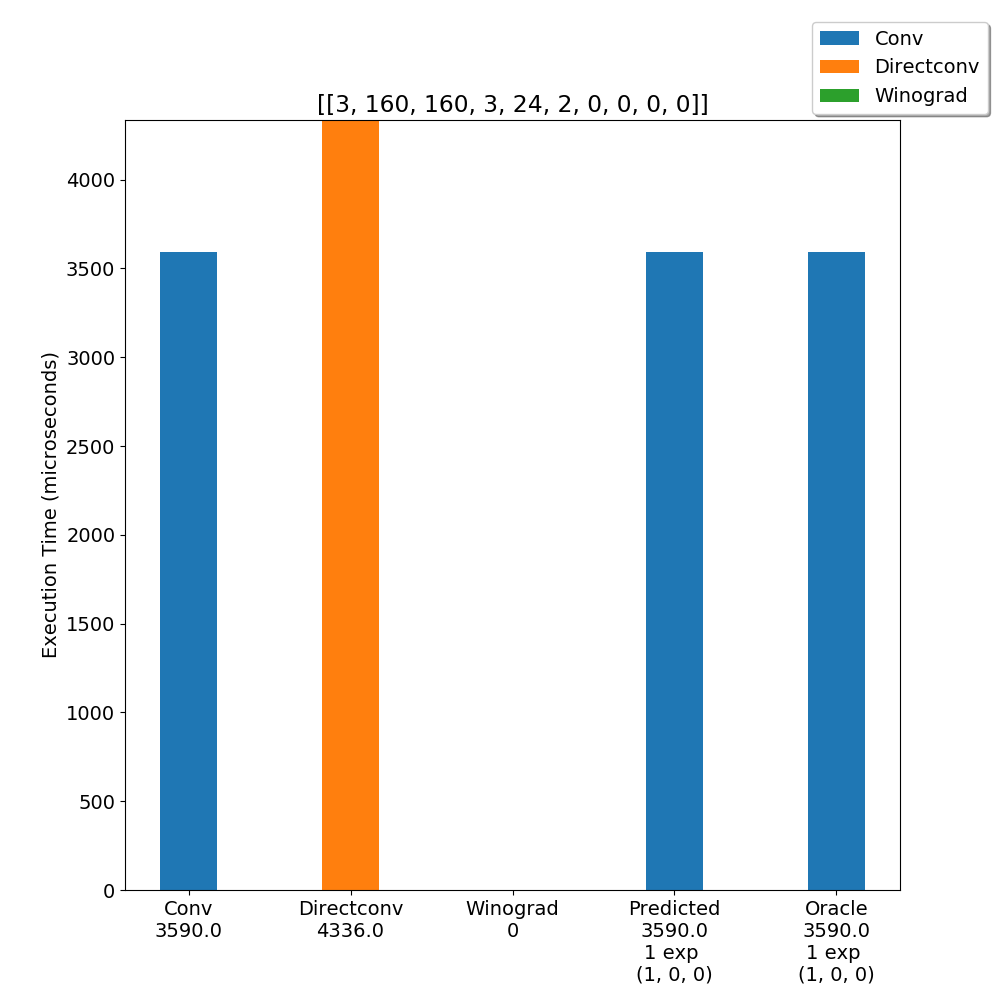 Conv
Directconv
Winograd
[[3, 160, 160, 3, 24, 2, 0, 0, 0, 0]]
Execution Time (microseconds)
4000
3500
3000
2500
2000
1500
1000
500
0
Conv
3590.0
Directconv
4336.0
Winograd
0
Predicted
3590.0
1 exp
(1, 0, 0)
Oracle
3590.0
1 exp
(1, 0, 0)